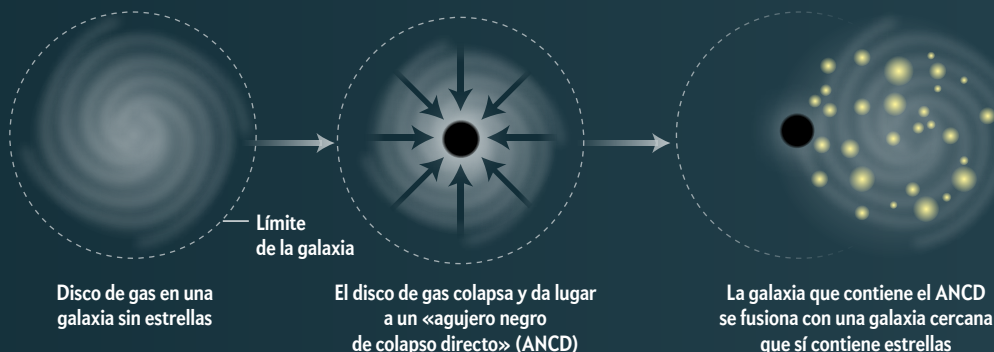 Límite
de la galaxia
Disco de gas en una
galaxia sin estrellas
El disco de gas colapsa y da lugar
a un «agujero negro
de colapso directo» (ANCD)
La galaxia que contiene el ANCD
se fusiona con una galaxia cercana
que sí contiene estrellas